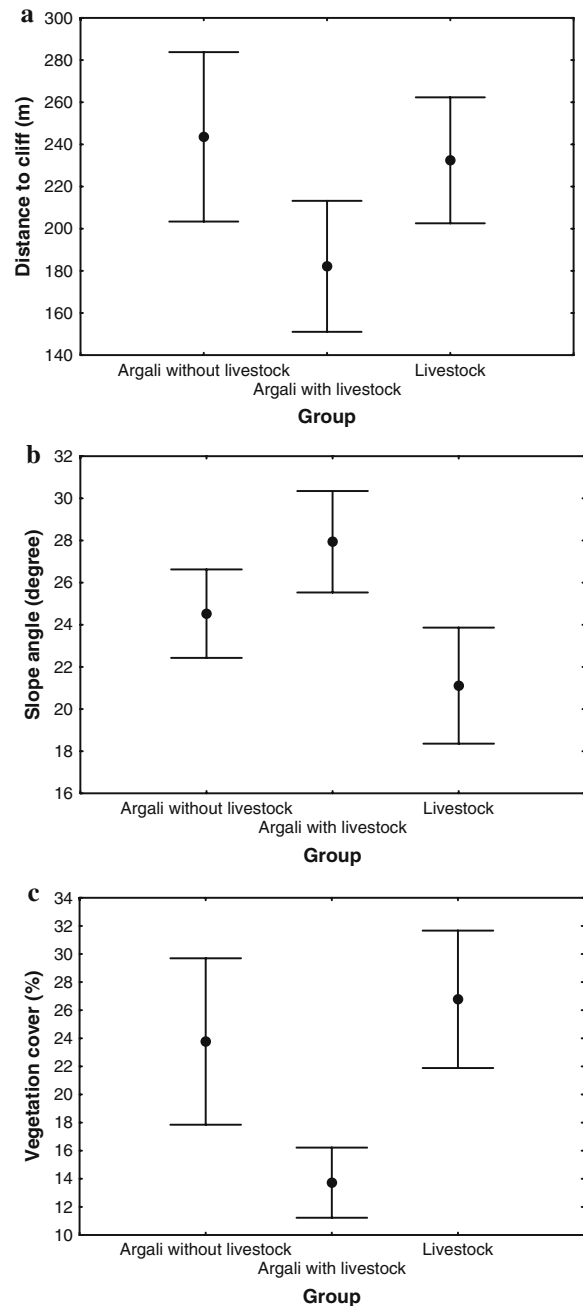 a
300
280
260
240
220
200
180
160
140
Distance to cliff (m)
Argali without livestock
Livestock
Argali with livestock
Group
b
32
30
28
26
24
22
20
18
16
Slope angle (degree)
Argali without livestock
Livestock
Argali with livestock
Group
c
34
32
30
28
26
24
22
18
16
14
12
10
Vegetation cover (%)
Argali without livestock
Livestock
Argali with livestock
Group